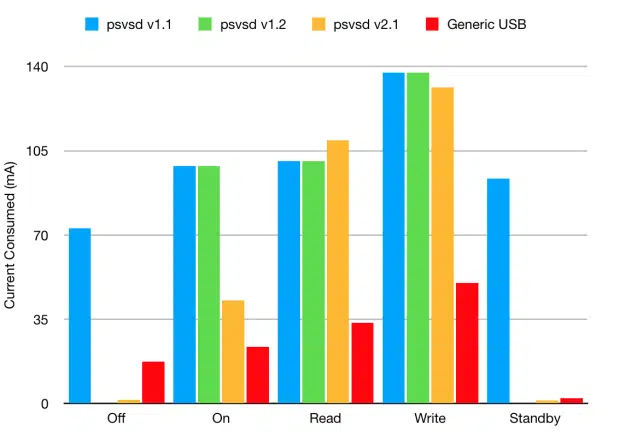 psvsd v1.1 psvsd v1.2 psvsd v2.1 Generic USB
140
105
70
35
0
Current Consumed (mA)
Off On Read Write Standby